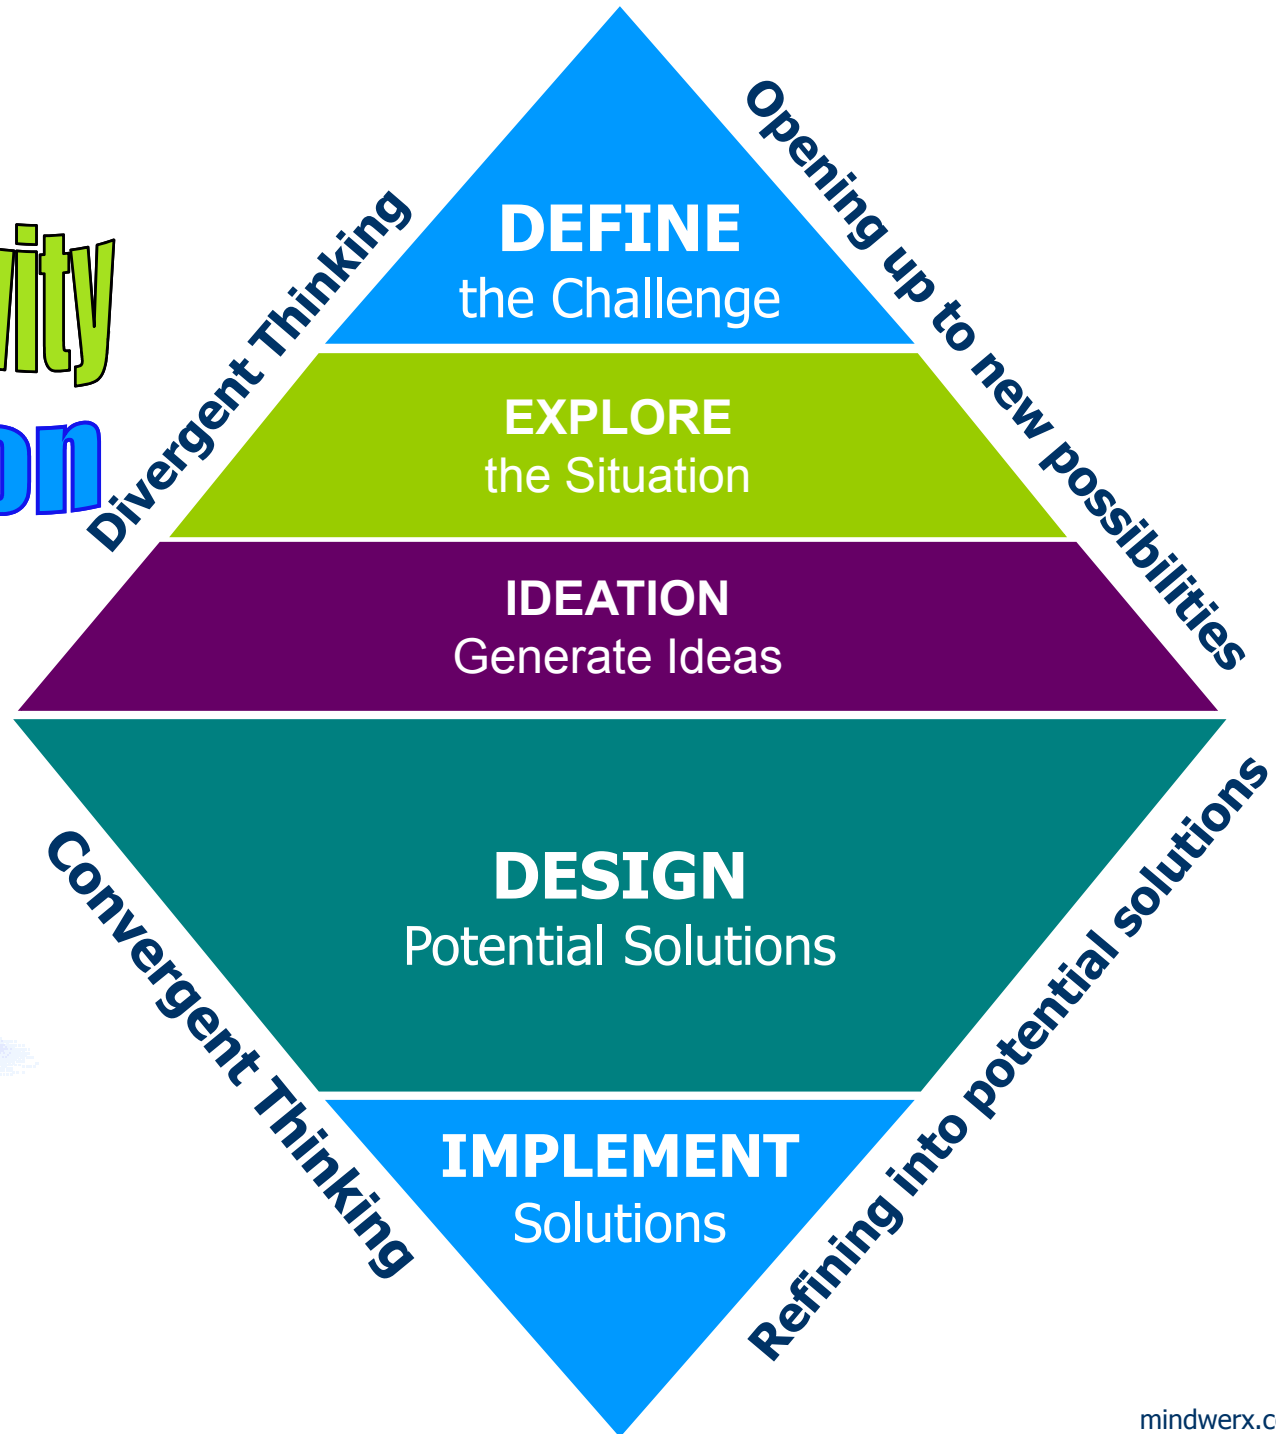 Opening up to new possibilities
Divergent Thinking
DEFINE
the Challenge
EXPLORE
the Situation
IDEATION
Generate Ideas
DESIGN
Potential Solutions
Convergent Thinking
Refining into potential solutions
IMPLEMENT
Solutions